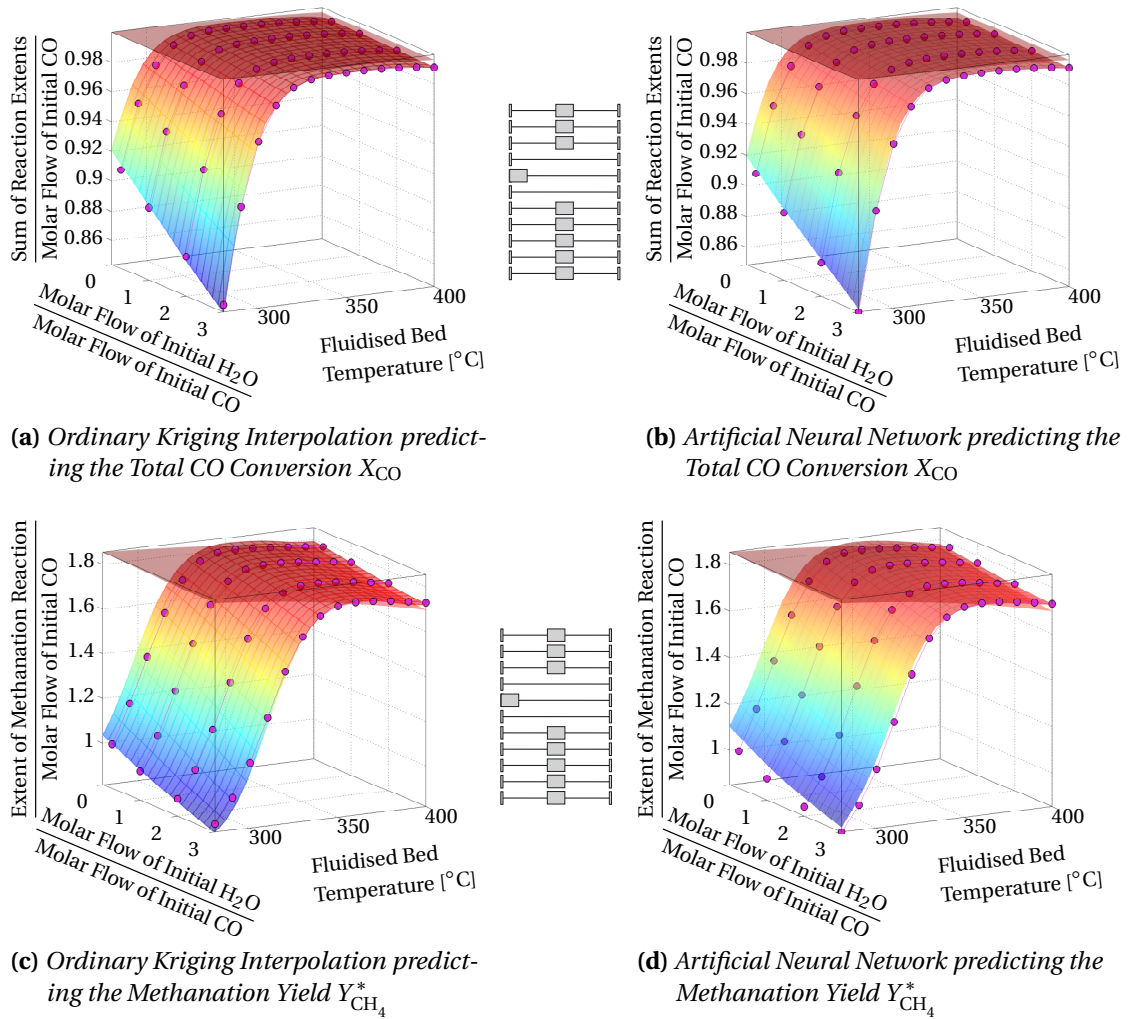 Sum of Reaction Extents
Molar Flow of Initial CO
0.98
0.96
0.94
0.92
0.9
0.88
0.86
0
1
2
3
300
350
400
Molar Flow of Initial H₂O
Molar Flow of Initial CO
Fluidised Bed
Temperature [°C]
(a) Ordinary Kriging Interpolation predict-
ing the Total CO Conversion X_CO
Sum of Reaction Extents
Molar Flow of Initial CO
0.98
0.96
0.94
0.92
0.9
0.88
0.86
0
1
2
3
300
350
400
Molar Flow of Initial H₂O
Molar Flow of Initial CO
Fluidised Bed
Temperature [°C]
(b) Artificial Neural Network predicting the
Total CO Conversion X_CO
Extent of Methanation Reaction
Molar Flow of Initial CO
1.8
1.6
1.4
1.2
1
0
1
2
3
300
350
400
Molar Flow of Initial H₂O
Molar Flow of Initial CO
Fluidised Bed
Temperature [°C]
(c) Ordinary Kriging Interpolation predict-
ing the Methanation Yield Y*_CH₄
Extent of Methanation Reaction
Molar Flow of Initial CO
1.8
1.6
1.4
1.2
1
0
1
2
3
300
350
400
Molar Flow of Initial H₂O
Molar Flow of Initial CO
Fluidised Bed
Temperature [°C]
(d) Artificial Neural Network predicting the
Methanation Yield Y*_CH₄